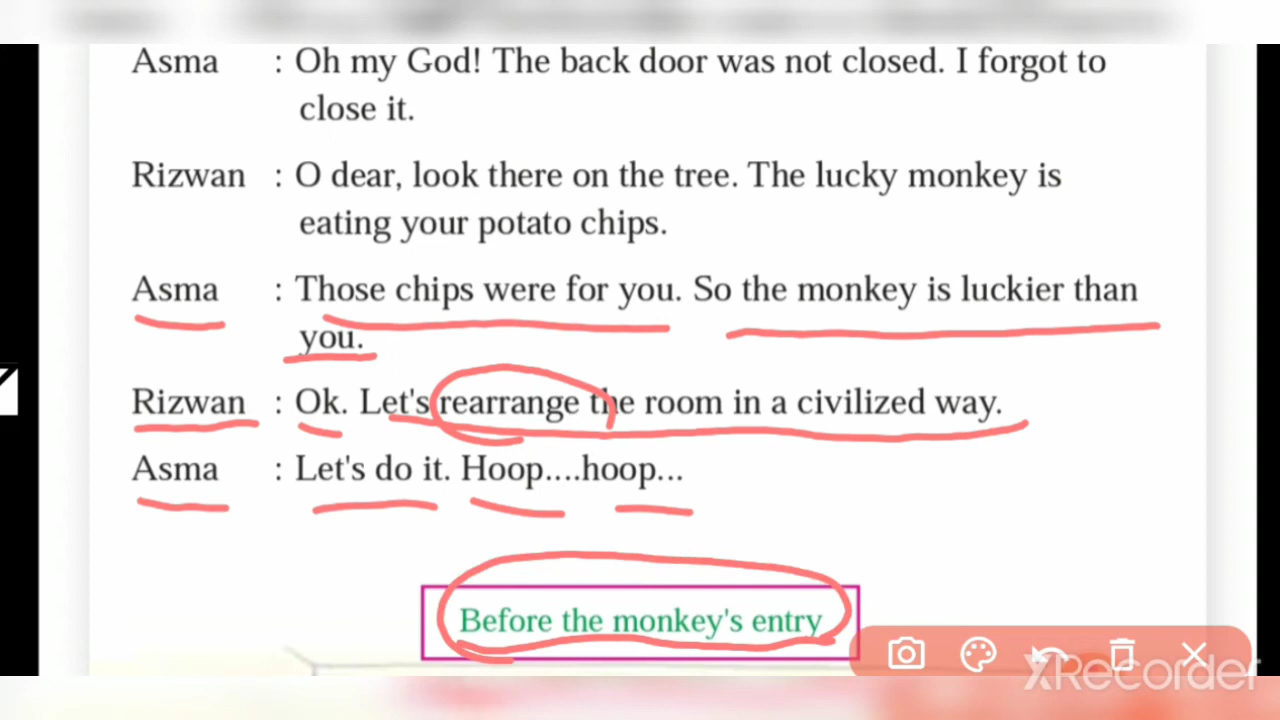 Asma : Oh my God! The back door was not closed. I forgot to
close it.
Rizwan : O dear, look there on the tree. The lucky monkey is
eating your potato chips.
Asma : Those chips were for you. So the monkey is luckier than
you.
Rizwan : Ok. Let's rearrange the room in a civilized way.
Asma : Let's do it. Hoop....hoop...
Before the monkey's entry
XRecorder